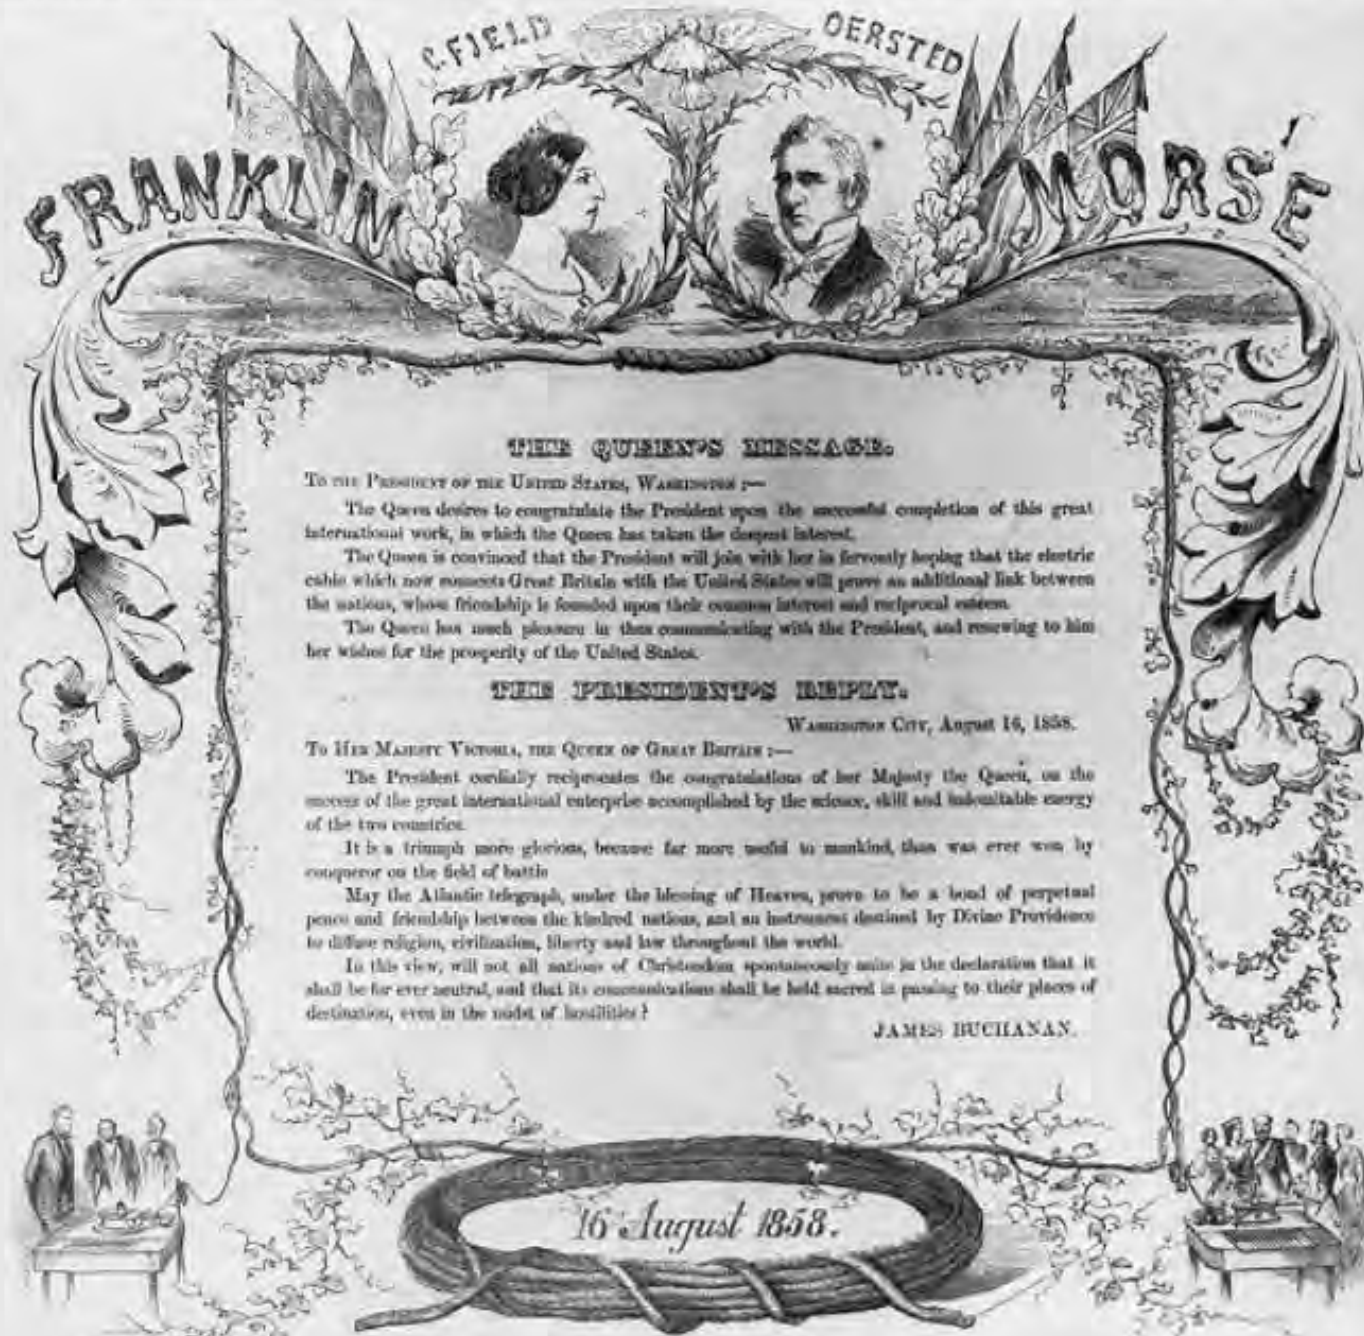 C. FIELD
OERSTED
FRANKLIN
MORSE
THE QUEEN'S MESSAGE.
TO THE PRESIDENT OF THE UNITED STATES, WASHINGTON ;—
The Queen desires to congratulate the President upon the successful completion of this great
international work, in which the Queen has taken the deepest interest.
The Queen is convinced that the President will join with her in fervently hoping that the electric
cable which now connects Great Britain with the United States will prove an additional link between
the nations, whose friendship is founded upon their common interest and reciprocal esteem.
The Queen has much pleasure in thus communicating with the President, and renewing to him
her wishes for the prosperity of the United States.
THE PRESIDENT'S REPLY.
WASHINGTON CITY, August 16, 1858.
TO HER MAJESTY VICTORIA, THE QUEEN OF GREAT BRITAIN ;—
The President cordially reciprocates the congratulations of her Majesty the Queen, on the
success of the great international enterprise accomplished by the science, skill and indomitable energy
of the two countries.
It is a triumph more glorious, because far more useful to mankind, than was ever won by
conqueror on the field of battle
May the Atlantic telegraph, under the blessing of Heaven, prove to be a bond of perpetual
peace and friendship between the kindred nations, and an instrument destined by Divine Providence
to diffuse religion, civilization, liberty and law throughout the world.
In this view, will not all nations of Christendom spontaneously unite in the declaration that it
shall be for ever neutral, and that its communications shall be held sacred in passing to their places of
destination, even in the midst of hostilities ?
JAMES BUCHANAN.
16 August 1858.